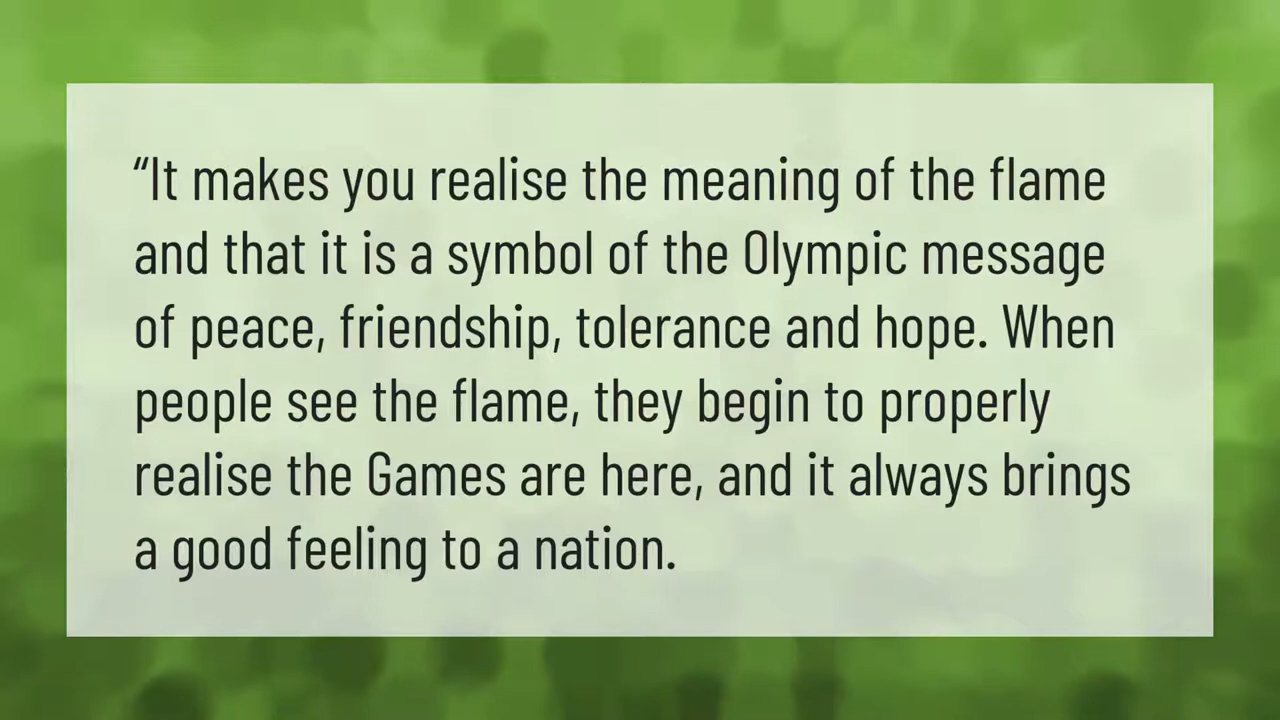 “It makes you realise the meaning of the flame
and that it is a symbol of the Olympic message
of peace, friendship, tolerance and hope. When
people see the flame, they begin to properly
realise the Games are here, and it always brings
a good feeling to a nation.